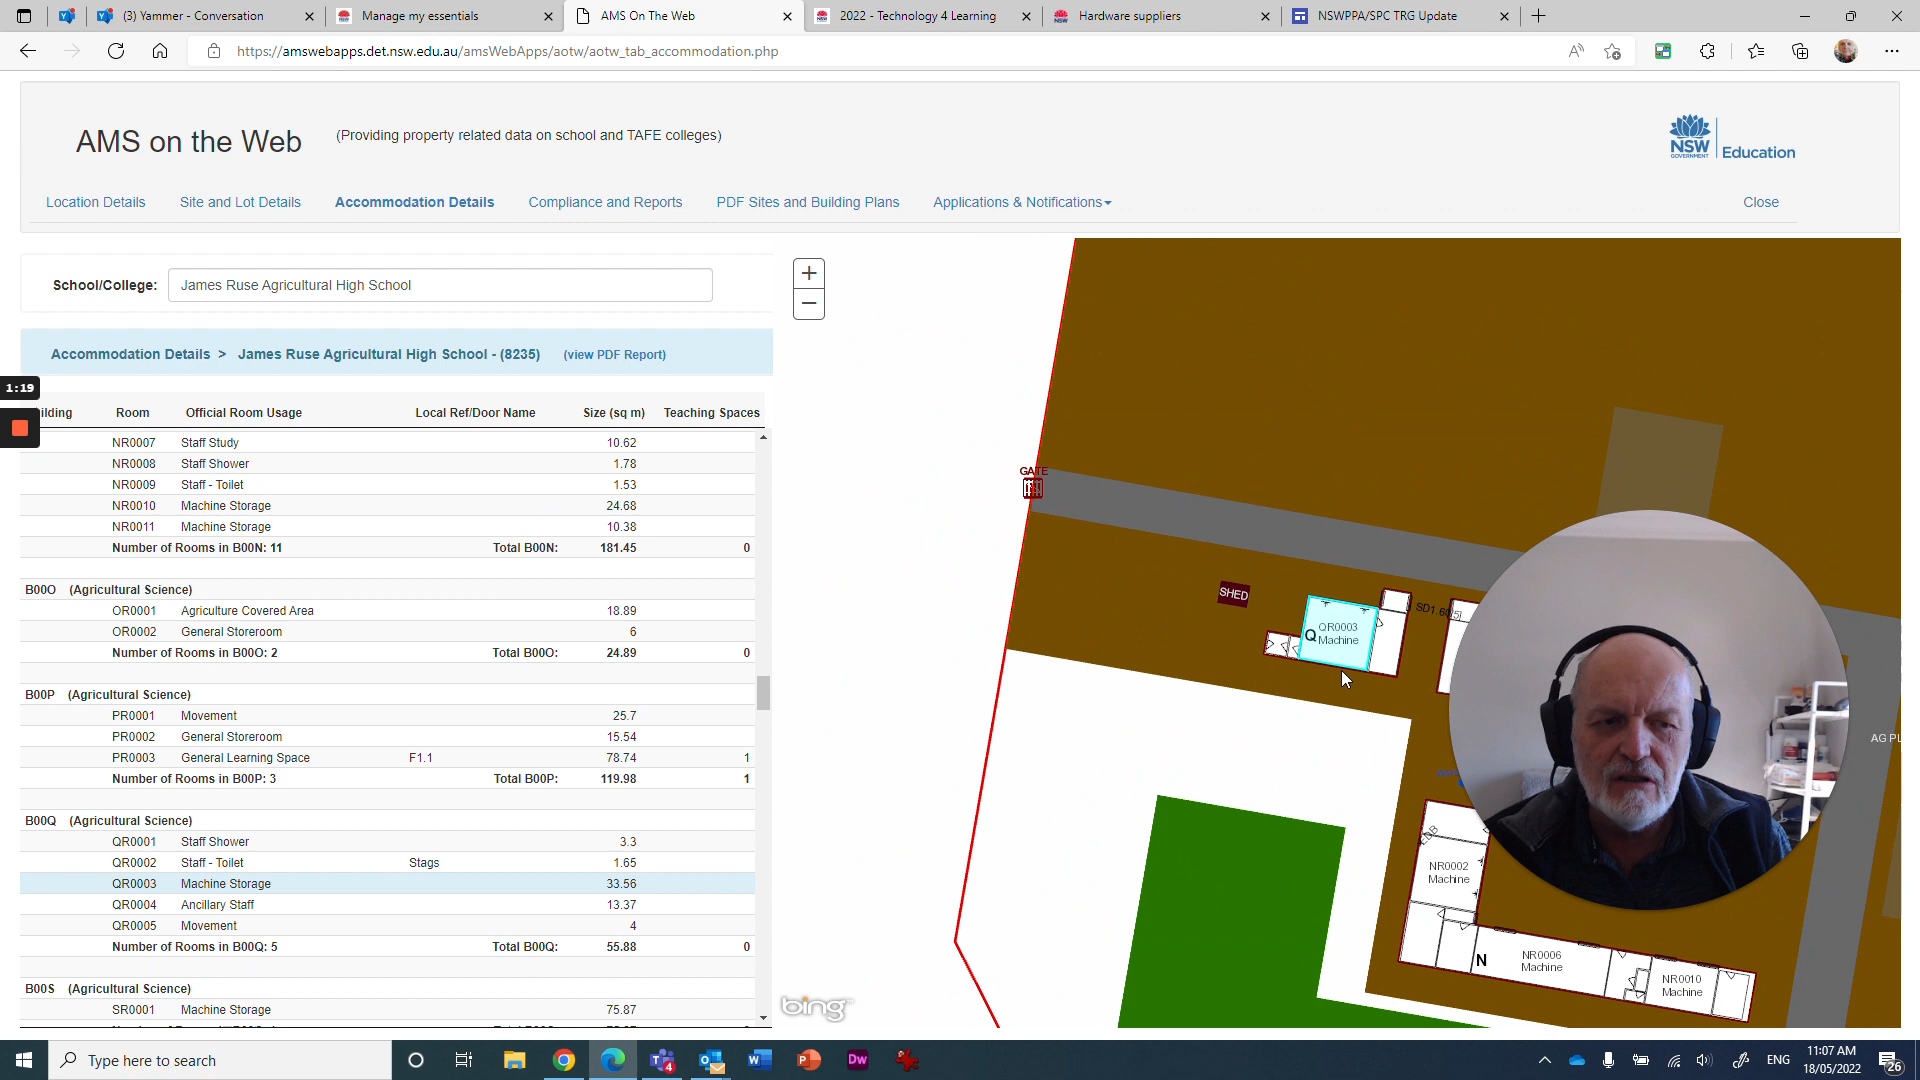 (3) Yammer - Conversation
Manage my essentials
AMS On The Web
2022 - Technology 4 Learning
Hardware suppliers
NSWPPA/SPC TRG Update
https://amswebapps.det.nsw.edu.au/amsWebApps/aotw/aotw_tab_accommodation.php
AMS on the Web
(Providing property related data on school and TAFE colleges)
NSW
GOVERNMENT
Education
Location Details
Site and Lot Details
Accommodation Details
Compliance and Reports
PDF Sites and Building Plans
Applications & Notifications
Close
School/College:
James Ruse Agricultural High School
Accommodation Details > James Ruse Agricultural High School - (8235) (view PDF Report)
1:19
ilding Room Official Room Usage Local Ref/Door Name Size (sq m) Teaching Spaces
NR0007 Staff Study 10.62
NR0008 Staff Shower 1.78
NR0009 Staff - Toilet 1.53
NR0010 Machine Storage 24.68
NR0011 Machine Storage 10.38
Number of Rooms in B00N: 11 Total B00N: 181.45 0
B00O (Agricultural Science)
OR0001 Agriculture Covered Area 18.89
OR0002 General Storeroom 6
Number of Rooms in B00O: 2 Total B00O: 24.89 0
B00P (Agricultural Science)
PR0001 Movement 25.7
PR0002 General Storeroom 15.54
PR0003 General Learning Space F1.1 78.74 1
Number of Rooms in B00P: 3 Total B00P: 119.98 1
B00Q (Agricultural Science)
QR0001 Staff Shower 3.3
QR0002 Staff - Toilet Stags 1.65
QR0003 Machine Storage 33.56
QR0004 Ancillary Staff 13.37
QR0005 Movement 4
Number of Rooms in B00Q: 5 Total B00Q: 55.88 0
B00S (Agricultural Science)
SR0001 Machine Storage 75.87
GATE
SHED
Q
QR0003
Machine
AG PL
NR0002
Machine
N
NR0006
Machine
NR0010
Machine
bing
Type here to search
4
Dw
ENG
11:07 AM
18/05/2022
26